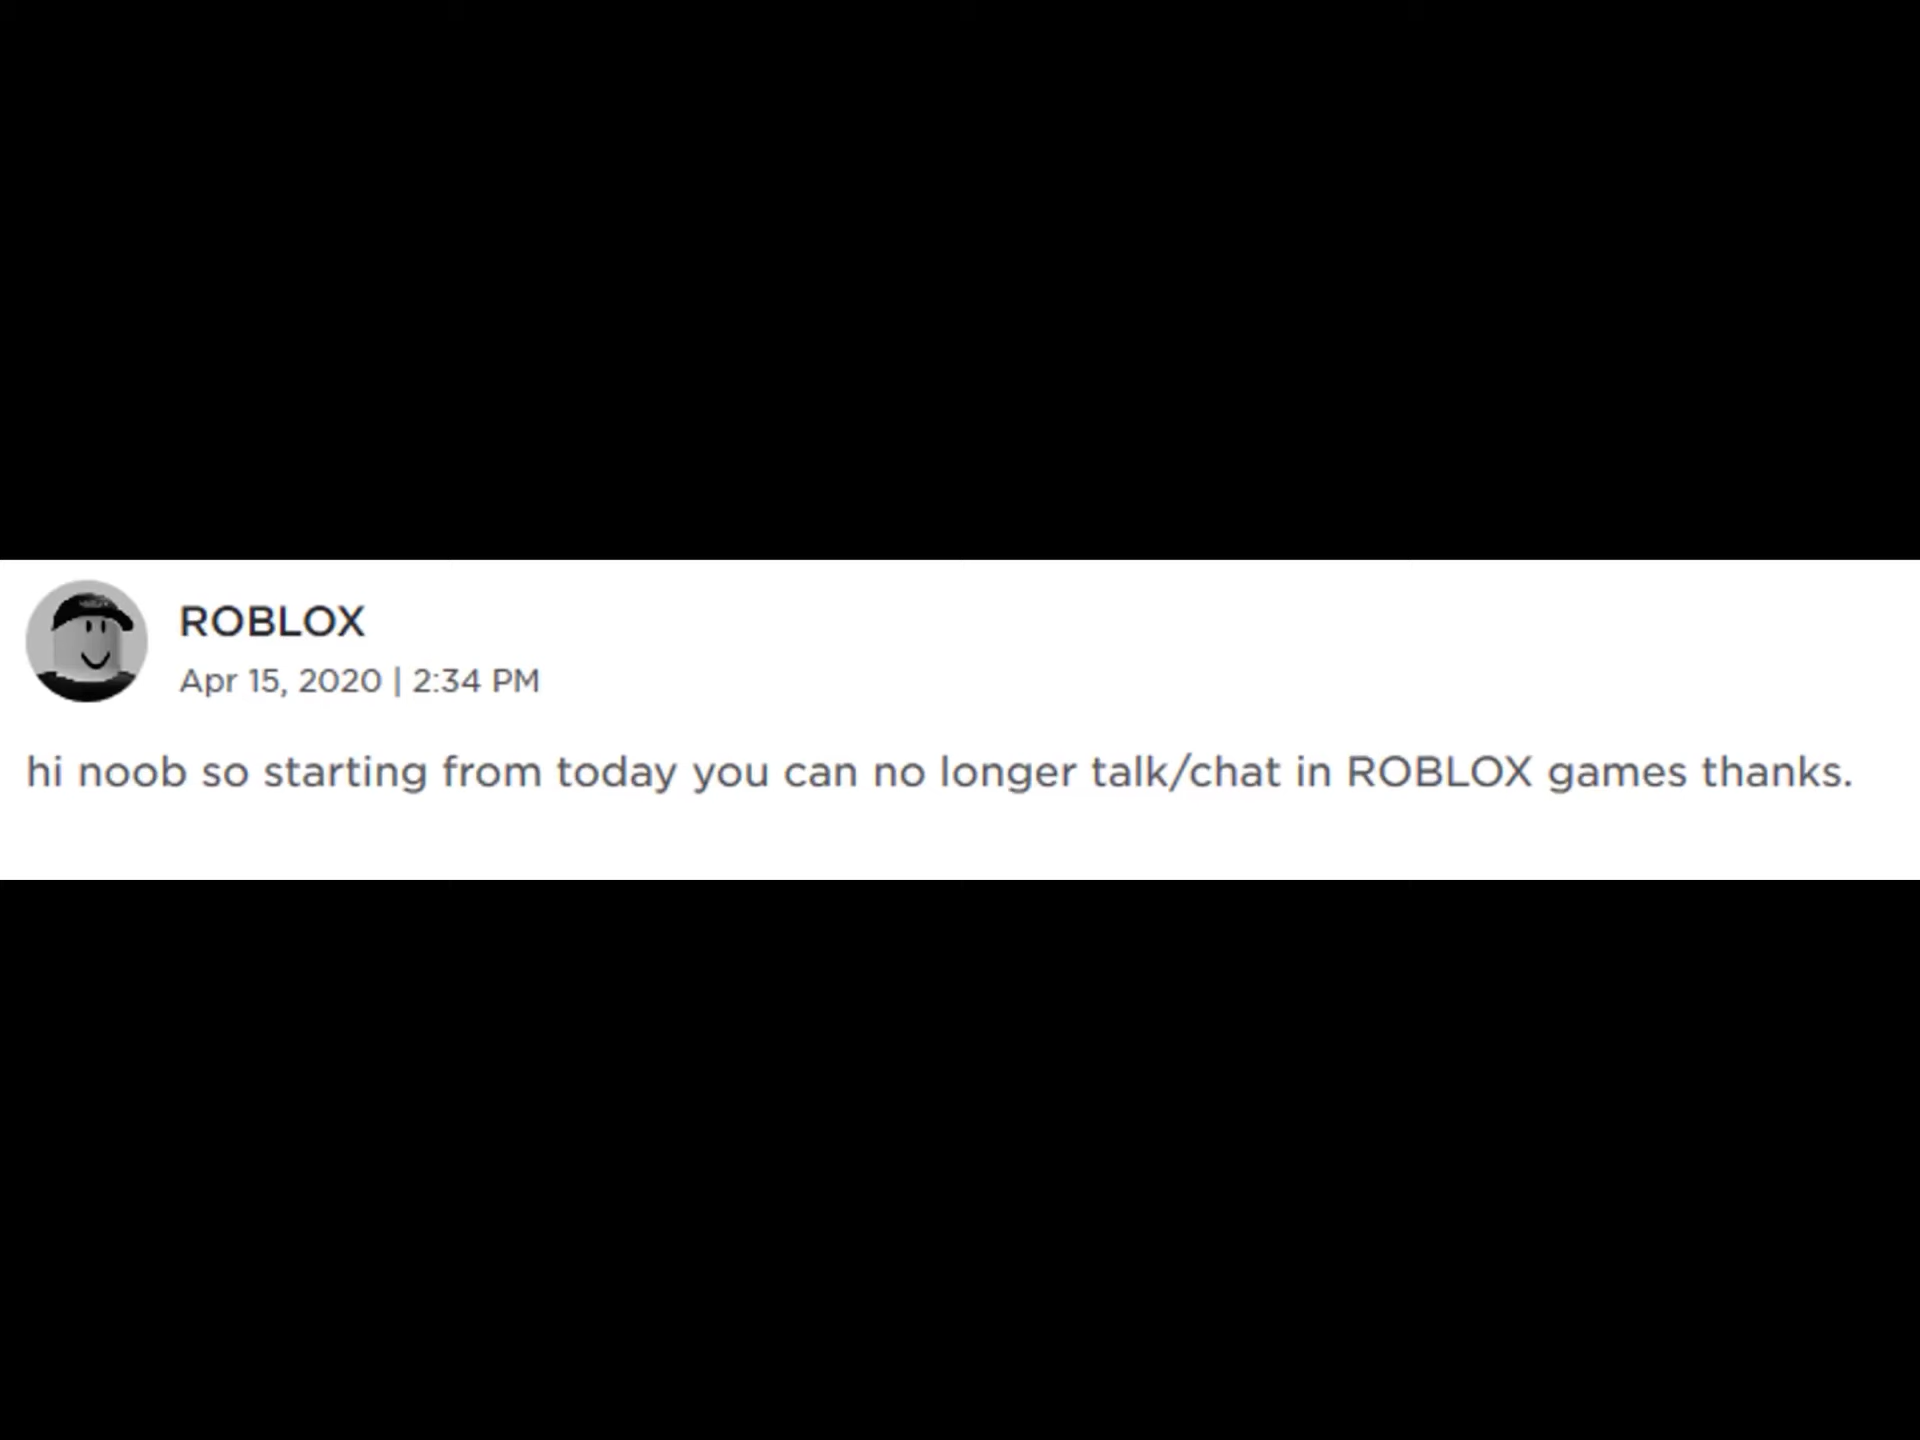 ROBLOX
Apr 15, 2020 | 2:34 PM
hi noob so starting from today you can no longer talk/chat in ROBLOX games thanks.